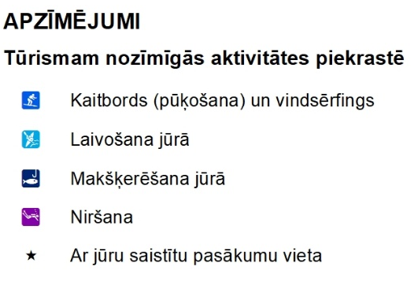 APZĪMĒJUMI
Tūrismam nozīmīgās aktivitātes piekrastē
Kaitbords (pūķošana) un vindsērfings
Laivošana jūrā
Makšķerēšana jūrā
Niršana
Ar jūru saistītu pasākumu vieta